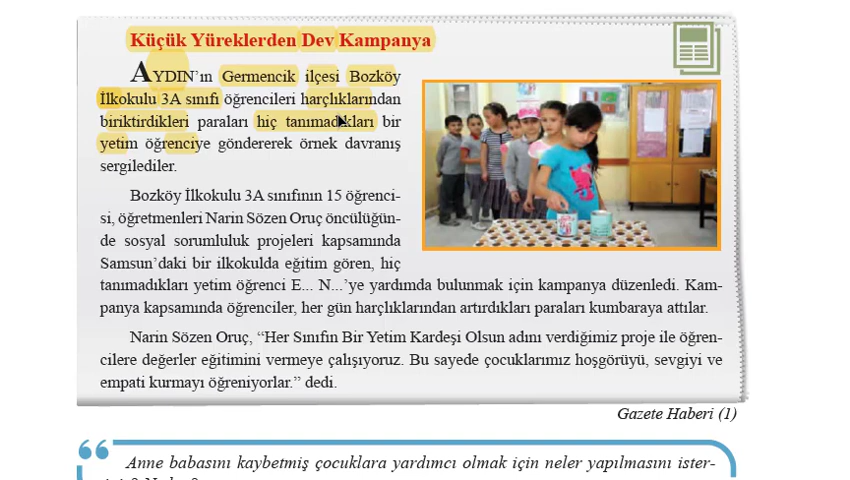 Küçük Yüreklerden Dev Kampanya
AYDIN'ın Germencik ilçesi Bozköy
İlkokulu 3A sınıfı öğrencileri harçlıklarından
biriktirdikleri paraları hiç tanımadıkları bir
yetim öğrenciye göndererek örnek davranış
sergilediler.
Bozköy İlkokulu 3A sınıfının 15 öğrenci-
si, öğretmenleri Narin Sözen Oruç öncülüğün-
de sosyal sorumluluk projeleri kapsamında
Samsun'daki bir ilkokulda eğitim gören, hiç
tanımadıkları yetim öğrenci E... N...'ye yardımda bulunmak için kampanya düzenledi. Kam-
panya kapsamında öğrenciler, her gün harçlıklarından artırdıkları paraları kumbaraya attılar.
Narin Sözen Oruç, “Her Sınıfın Bir Yetim Kardeşi Olsun adını verdiğimiz proje ile öğren-
cilere değerler eğitimini vermeye çalışıyoruz. Bu sayede çocuklarımız hoşgörüyü, sevgiyi ve
empati kurmayı öğreniyorlar.” dedi.
Gazete Haberi (1)
Anne babasını kaybetmiş çocuklara yardımcı olmak için neler yapılmasını ister-